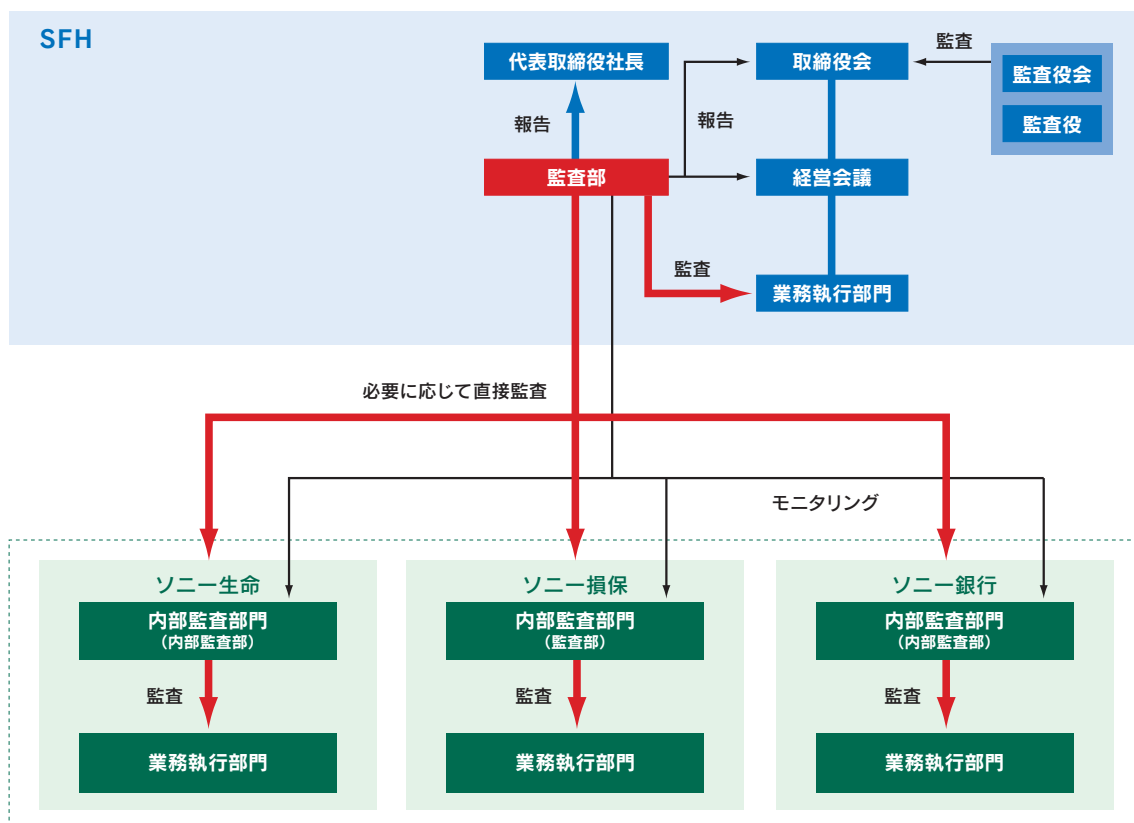 SFH
代表取締役社長
取締役会
監査
監査役会
監査役
報告
報告
監査部
経営会議
監査
業務執行部門
必要に応じて直接監査
モニタリング
ソニー生命
内部監査部門
（内部監査部）
監査
業務執行部門
ソニー損保
内部監査部門
（監査部）
監査
業務執行部門
ソニー銀行
内部監査部門
（内部監査部）
監査
業務執行部門